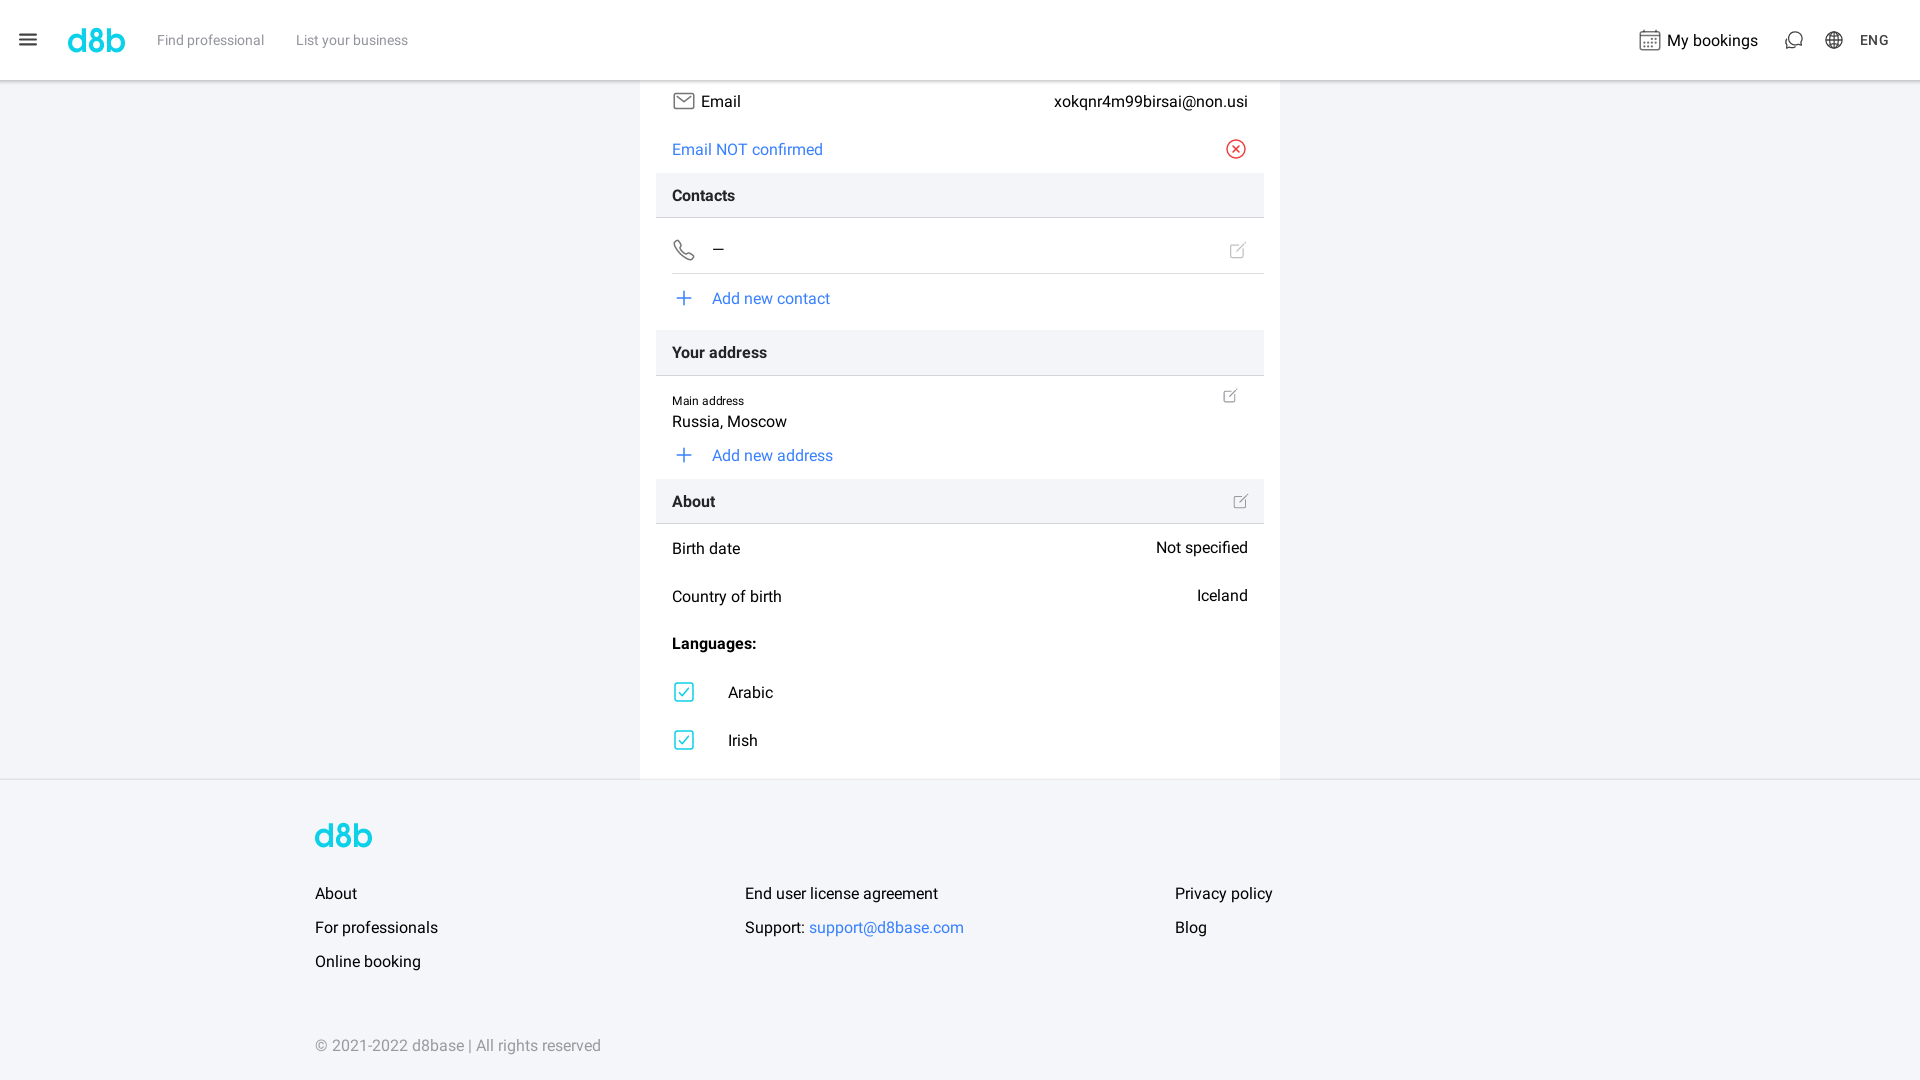 d8b
Find professional
List your business
My bookings
ENG
Email
xokqnr4m99birsai@non.usi
Email NOT confirmed
Contacts
—
Add new contact
Your address
Main address
Russia, Moscow
Add new address
About
Birth date
Not specified
Country of birth
Iceland
Languages:
Arabic
Irish
d8b
About
End user license agreement
Privacy policy
For professionals
Support: support@d8base.com
Blog
Online booking
© 2021-2022 d8base | All rights reserved